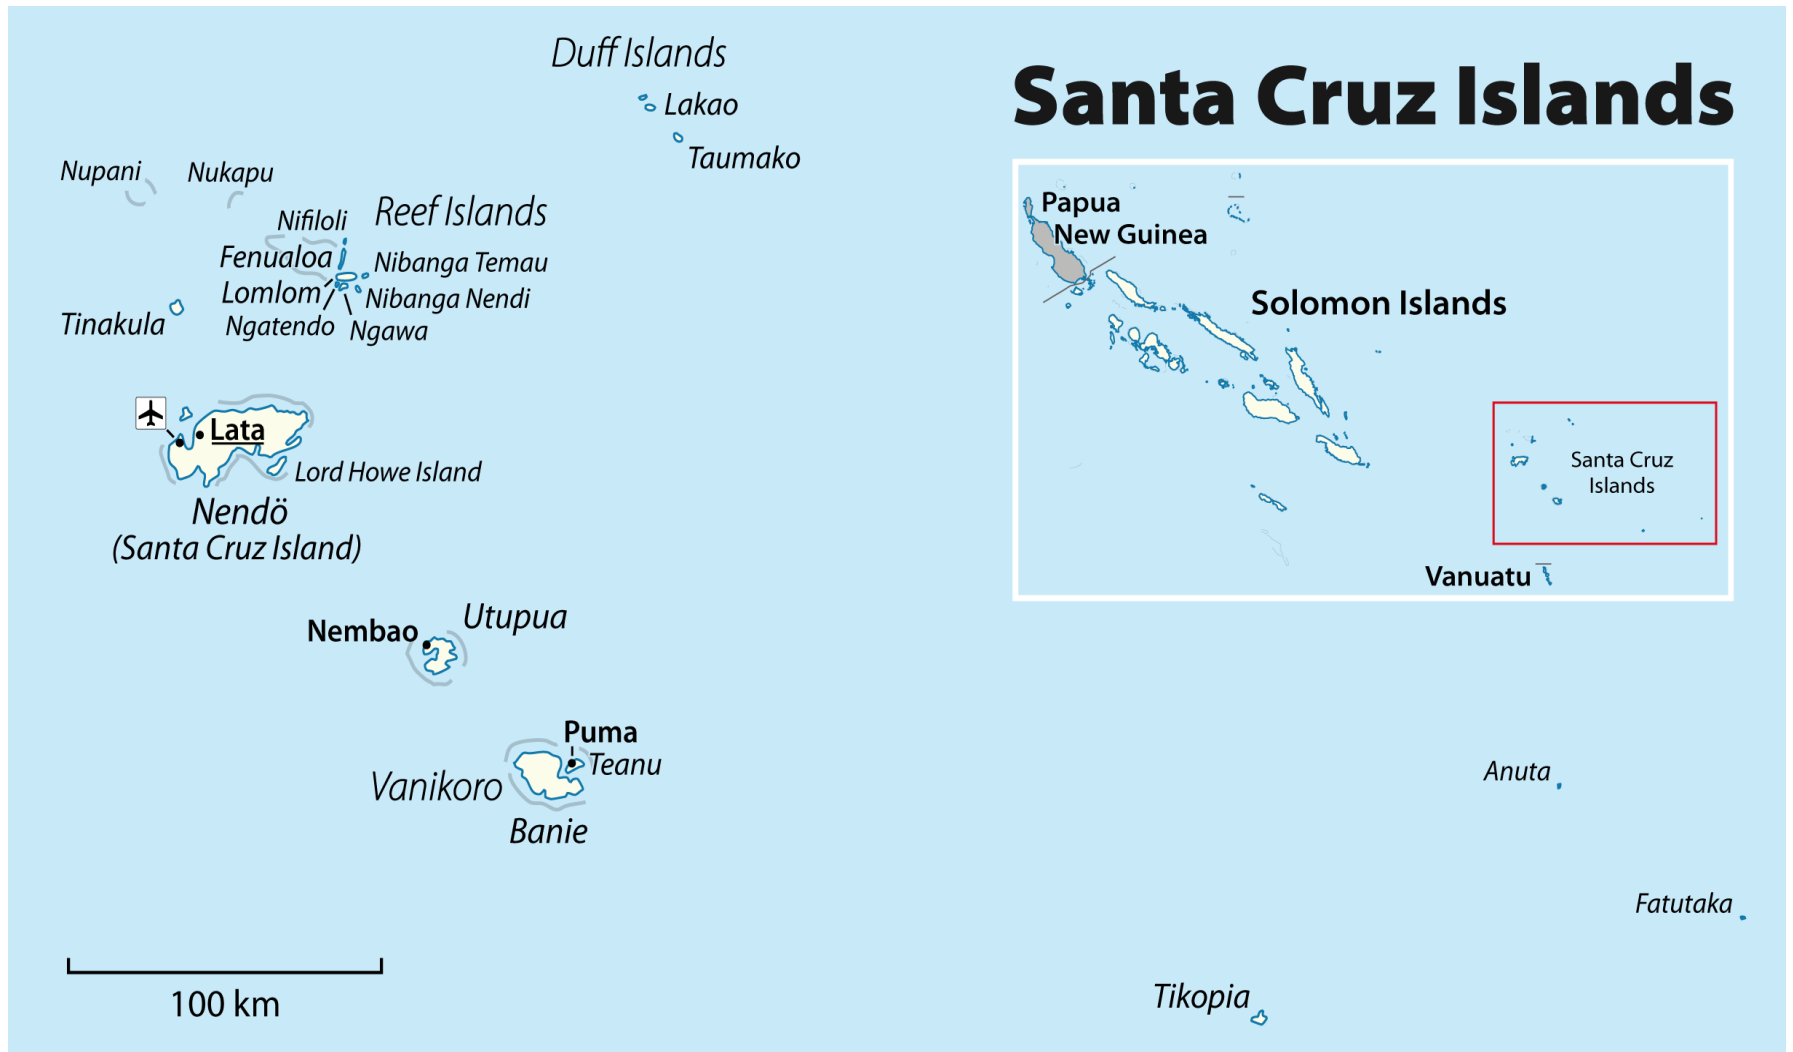 Duff Islands
Lakao
Taumako
Santa Cruz Islands
Nupani
Nukapu
Nifiloli
Reef Islands
Fenualoa
Nibanga Temau
Lomlom
Nibanga Nendi
Ngatendo
Ngawa
Tinakula
Papua
New Guinea
Solomon Islands
Santa Cruz
Islands
Vanuatu
Lata
Lord Howe Island
Nendö
(Santa Cruz Island)
Utupua
Nembao
Puma
Teanu
Vanikoro
Banie
Anuta
Fatutaka
Tikopia
100 km